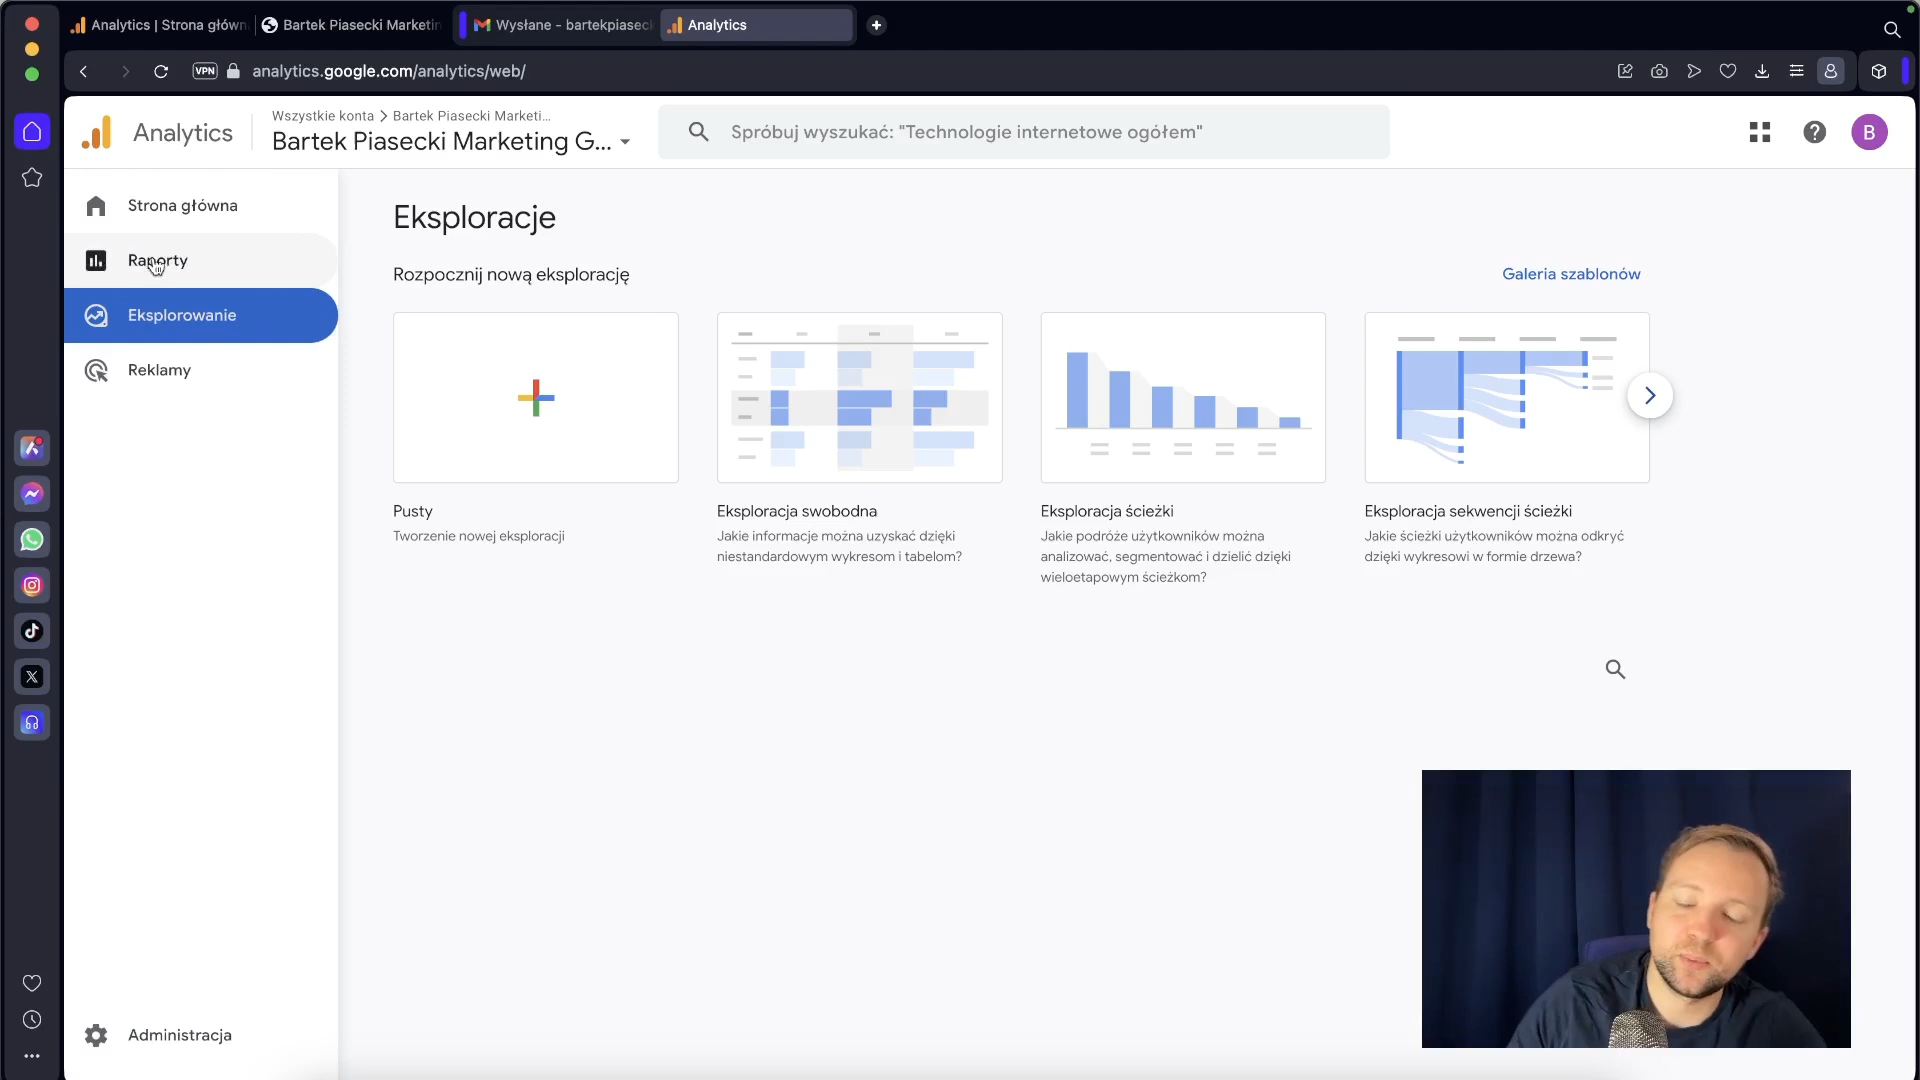 Analytics | Strona główn
Bartek Piasecki Marketin
Wysłane - bartekpiaseck
Analytics
VPN
analytics.google.com/analytics/web/
Analytics
Wszystkie konta > Bartek Piasecki Marketi...
Bartek Piasecki Marketing G...
Spróbuj wyszukać: "Technologie internetowe ogółem"
B
Strona główna
Raporty
Eksplorowanie
Reklamy
Administracja
Eksploracje
Rozpocznij nową eksplorację
Galeria szablonów
Pusty
Tworzenie nowej eksploracji
Eksploracja swobodna
Jakie informacje można uzyskać dzięki
niestandardowym wykresom i tabelom?
Eksploracja ścieżki
Jakie podróże użytkowników można
analizować, segmentować i dzielić dzięki
wieloetapowym ścieżkom?
Eksploracja sekwencji ścieżki
Jakie ścieżki użytkowników można odkryć
dzięki wykresowi w formie drzewa?